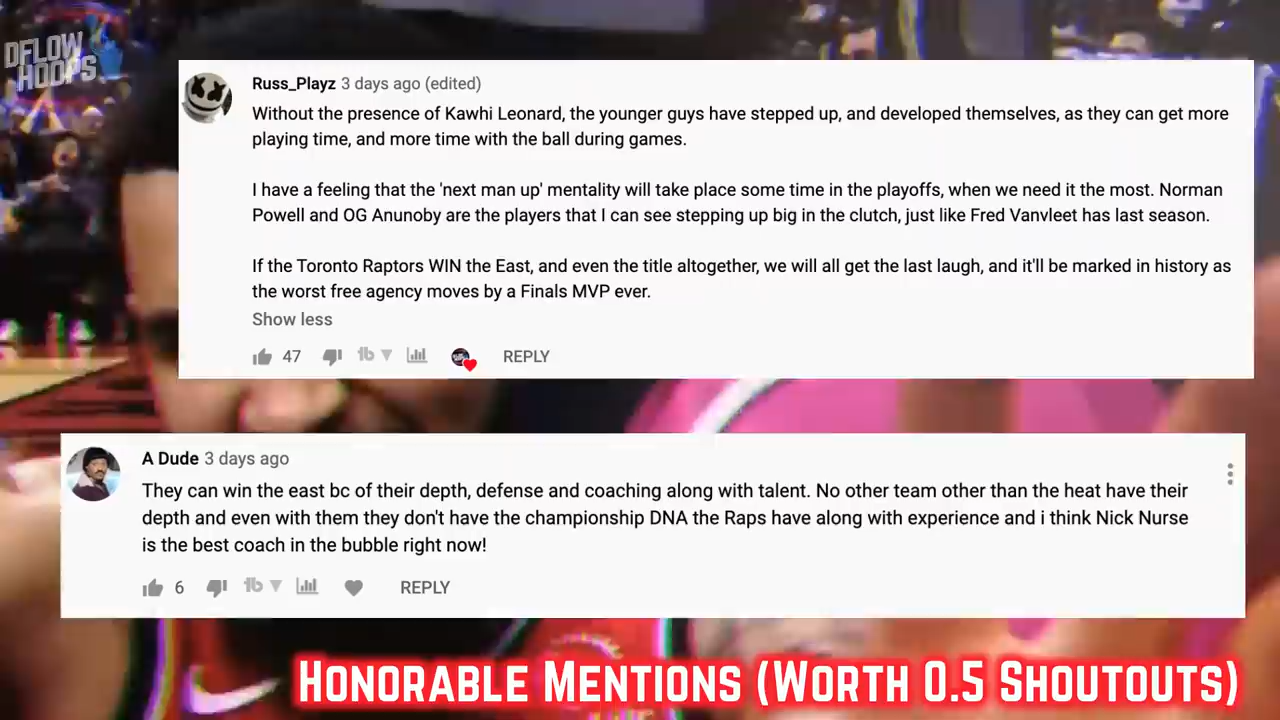 DFLOW
HOOPS
Russ_Playz 3 days ago (edited)
Without the presence of Kawhi Leonard, the younger guys have stepped up, and developed themselves, as they can get more
playing time, and more time with the ball during games.
I have a feeling that the 'next man up' mentality will take place some time in the playoffs, when we need it the most. Norman
Powell and OG Anunoby are the players that I can see stepping up big in the clutch, just like Fred Vanvleet has last season.
If the Toronto Raptors WIN the East, and even the title altogether, we will all get the last laugh, and it'll be marked in history as
the worst free agency moves by a Finals MVP ever.
Show less
47 tb REPLY
A Dude 3 days ago
They can win the east bc of their depth, defense and coaching along with talent. No other team other than the heat have their
depth and even with them they don't have the championship DNA the Raps have along with experience and i think Nick Nurse
is the best coach in the bubble right now!
6 tb REPLY
HONORABLE MENTIONS (WORTH 0.5 SHOUTOUTS)